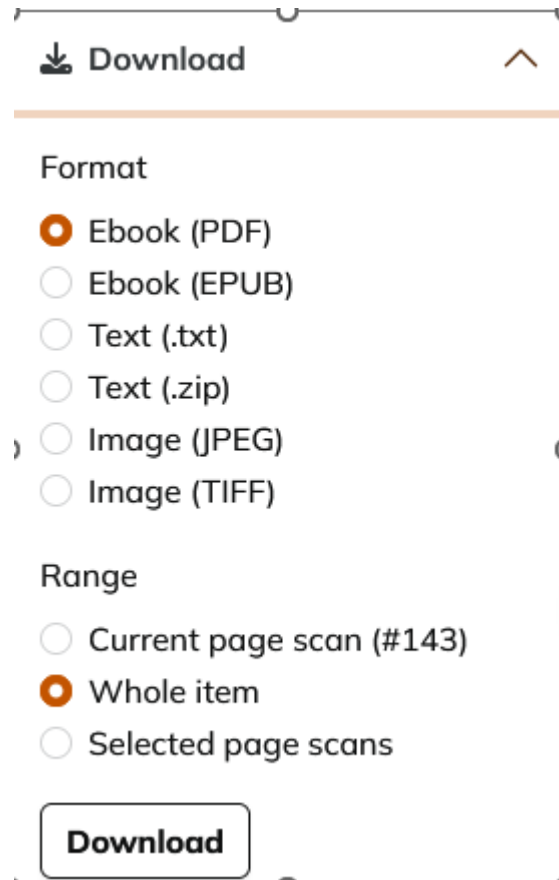 Download
Format
Ebook (PDF)
Ebook (EPUB)
Text (.txt)
Text (.zip)
Image (JPEG)
Image (TIFF)
Range
Current page scan (#143)
Whole item
Selected page scans
Download